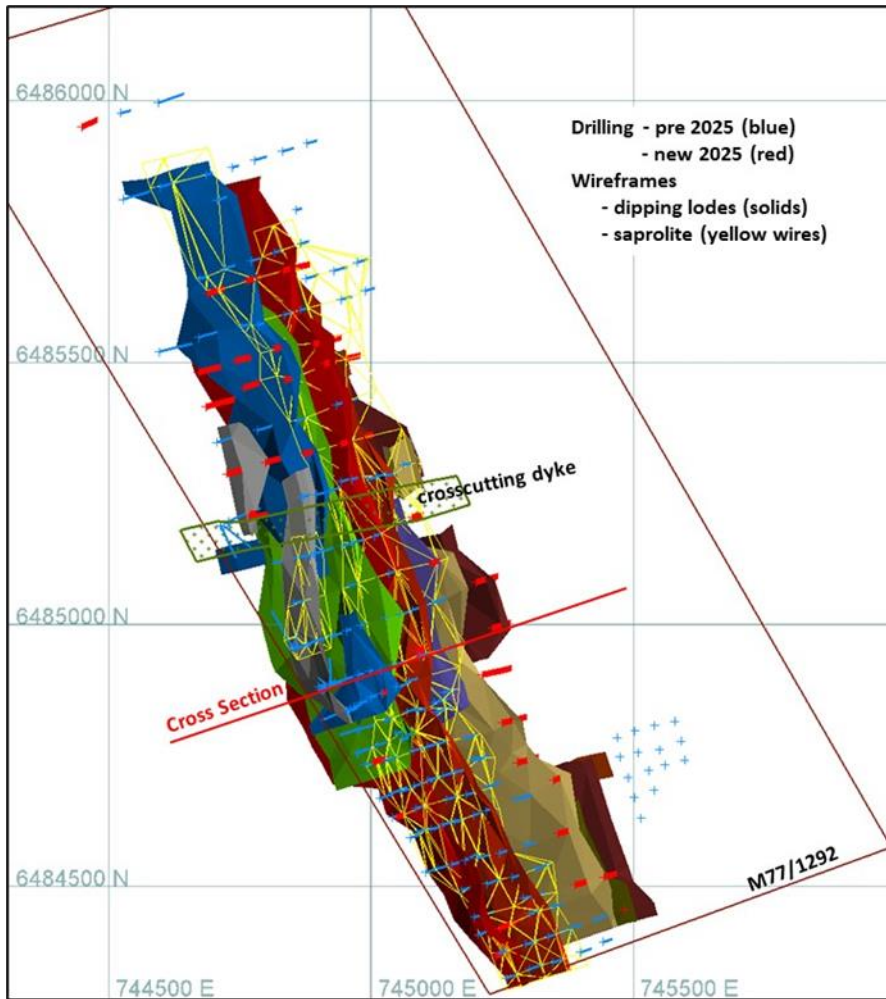 6486000 N
Drilling - pre 2025 (blue)
- new 2025 (red)
Wireframes
- dipping lodes (solids)
- saprolite (yellow wires)
6485500 N
crosscutting dyke
6485000 N
Cross Section
M77/1292
6484500 N
744500 E
745000 E
745500 E